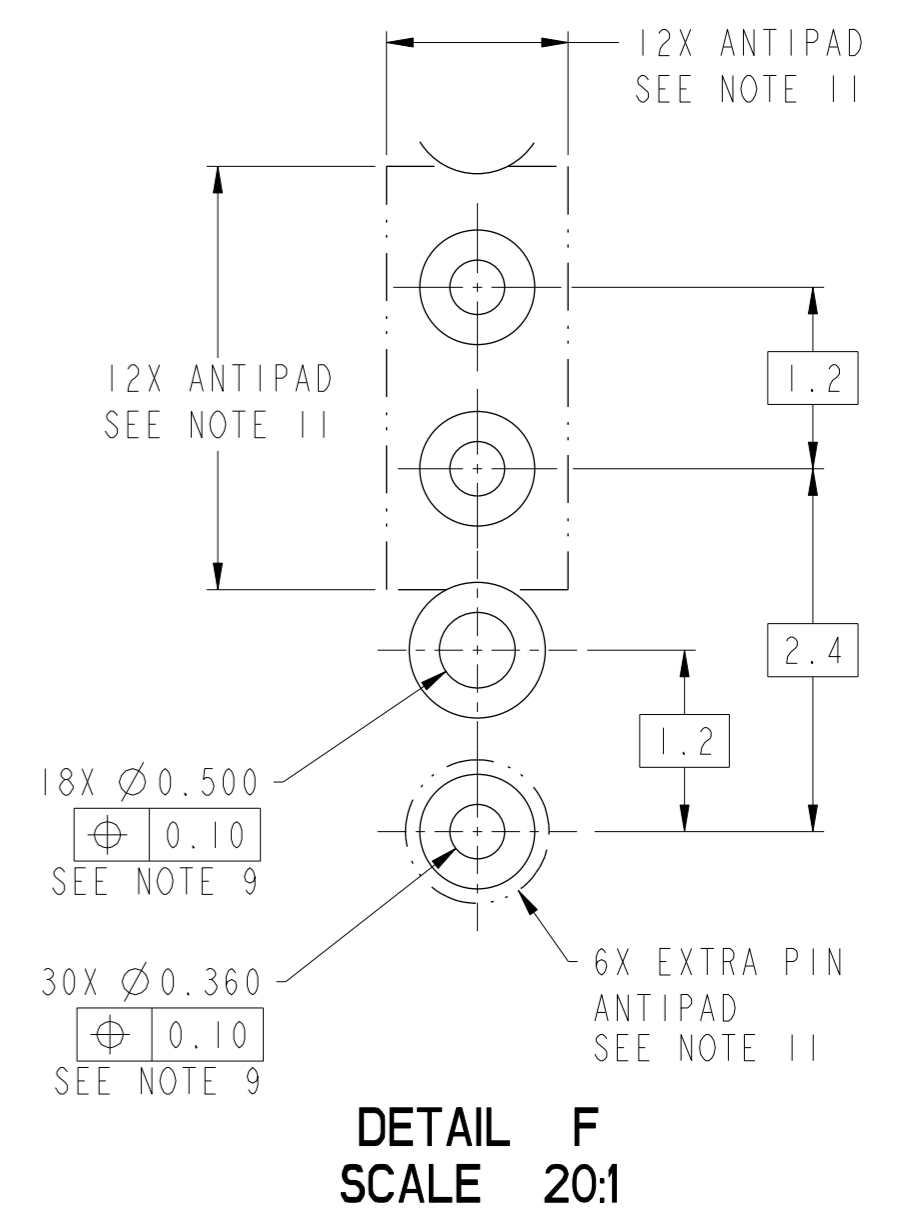 12X ANTIPAD
SEE NOTE 11
12X ANTIPAD
SEE NOTE 11
1.2
2.4
1.2
18X ∅0.500
⌖ 0.10
SEE NOTE 9
30X ∅0.360
⌖ 0.10
SEE NOTE 9
6X EXTRA PIN
ANTIPAD
SEE NOTE 11
DETAIL F
SCALE 20:1